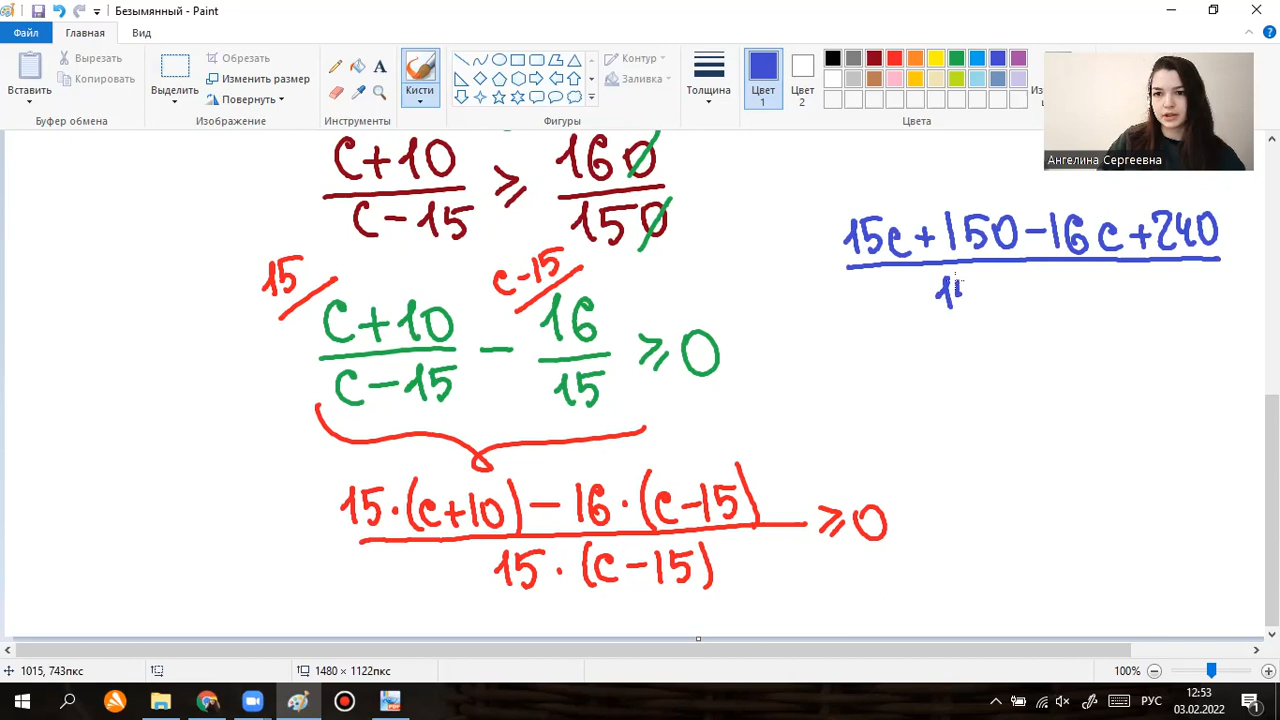 Безымянный - Paint
Файл Главная Вид
Вставить
Вырезать
Копировать
Буфер обмена
Выделить
Обрезать
Изменить размер
Повернуть
Изображение
A
Инструменты
Кисти
Контур
Заливка
Фигуры
Толщина
Цвет 1
Цвет 2
Цвета
Ангелина Сергеевна
c+10
c-15
≥
160
150
15
c-15
c+10
c-15
-
16
15
≥0
15·(c+10)-16·(c-15)
15·(c-15)
≥0
15c+150-16c+240
1015, 743пкс
1480 × 1122пкс
100%
РУС
12:53
03.02.2022
1